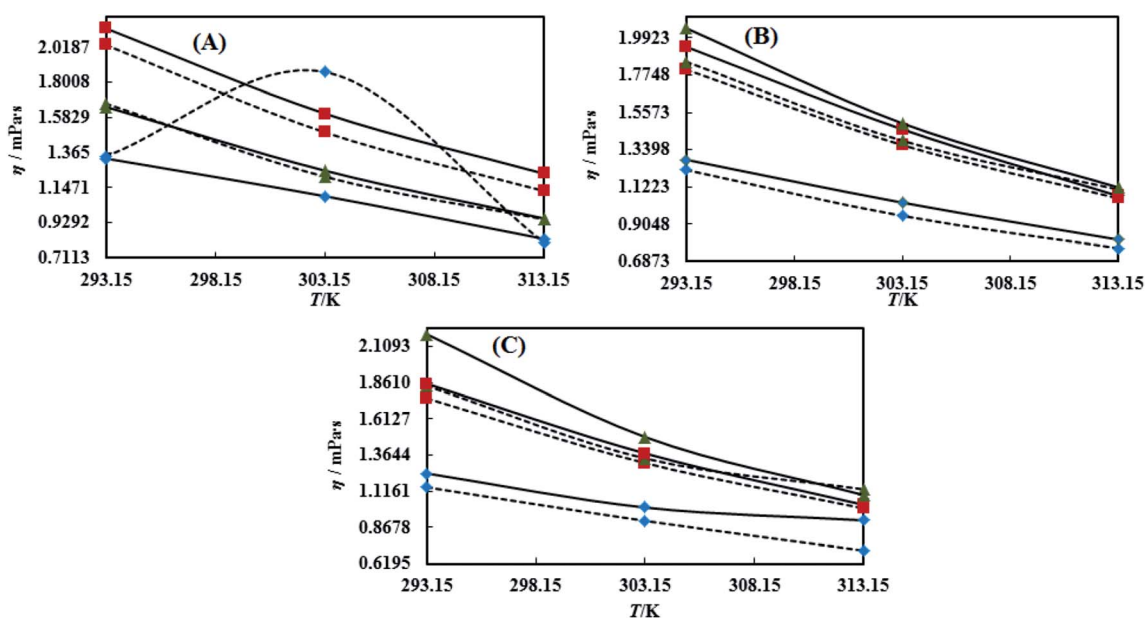 (A)
2.0187
1.8008
1.5829
1.365
1.1471
0.9292
0.7113
η / mPa·s
293.15 298.15 303.15 308.15 313.15
T/K
(B)
1.9923
1.7748
1.5573
1.3398
1.1223
0.9048
0.6873
η / mPa·s
293.15 298.15 303.15 308.15 313.15
T/K
(C)
2.1093
1.8610
1.6127
1.3644
1.1161
0.8678
0.6195
η / mPa·s
293.15 298.15 303.15 308.15 313.15
T/K